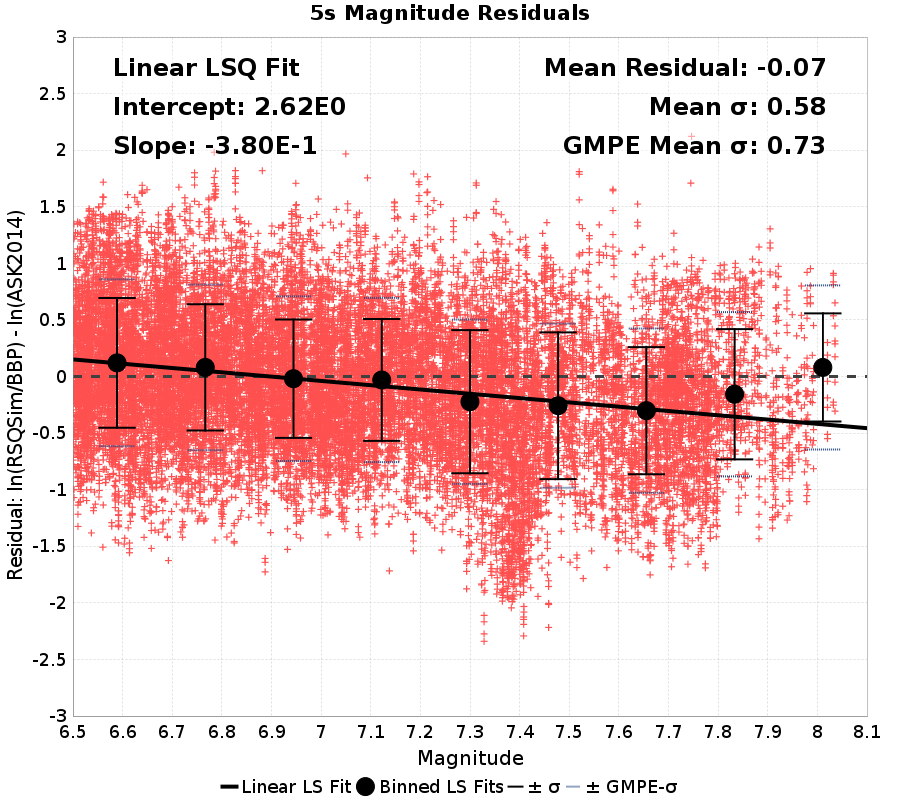 5s Magnitude Residuals
Linear LSQ Fit
Intercept: 2.62E0
Slope: -3.80E-1
Mean Residual: -0.07
Mean σ: 0.58
GMPE Mean σ: 0.73
Residual: ln(RSQSim/BBP) - ln(ASK2014)
3
2.5
2
1.5
1
0.5
0
-0.5
-1
-1.5
-2
-2.5
-3
6.5 6.6 6.7 6.8 6.9 7 7.1 7.2 7.3 7.4 7.5 7.6 7.7 7.8 7.9 8 8.1
Magnitude
Linear LS Fit Binned LS Fits ± σ ± GMPE-σ